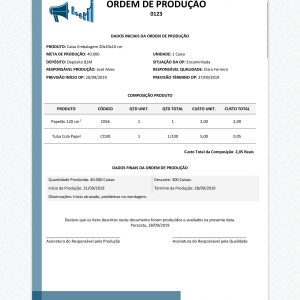 ORDEM DE PRODUÇÃO
0123
DADOS INICIAIS DA ORDEM DE PRODUÇÃO
PRODUTO: Caixa Embalagem 20x20x10 cm
META DE PRODUÇÃO: 40.000 UNIDADE: 1 Caixa
DEPÓSITO: Depósito B2M SITUAÇÃO DA OP: Encaminhada
RESPONSÁVEL PRODUÇÃO: José Alves RESPONSÁVEL QUALIDADE: Clara Ferreira
PREVISÃO INÍCIO OP: 20/09/2019 PREVISÃO TÉRMINO OP: 27/09/2019
COMPOSIÇÃO PRODUTO
PRODUTO CÓDIGO QTD UNIT. QTD TOTAL CUSTO UNIT. CUSTO TOTAL
Papelão 120 cm² 1 1 2,00 2,00
Tubo Cola Papel 1 1/100 5,00 0,05
Custo Total da Composição: 2,05 Reais
DADOS FINAIS DA ORDEM DE PRODUÇÃO
Quantidade Produzida: 40.000 Caixas Descarte: 300 Caixas.
Início da Produção: 21/09/2019 Término da Produção: 28/09/2019
Observações: Início atrasado, problemas na montagem.
Declaro que os itens descritos neste documento foram produzidos e avaliados na presente data.
28/09/2019
Assinatura do Responsável pela Produção Assinatura do Responsável pela Qualidade